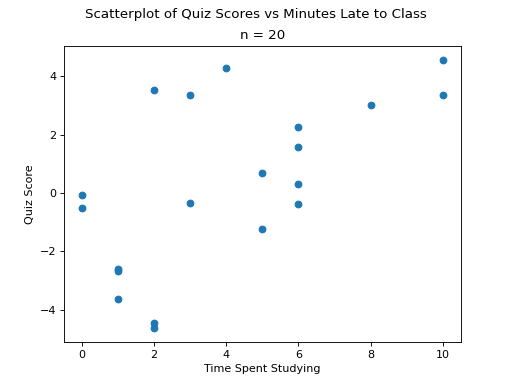 Scatterplot of Quiz Scores vs Minutes Late to Class
n = 20
4
2
0
−2
−4
Quiz Score
0 2 4 6 8 10
Time Spent Studying